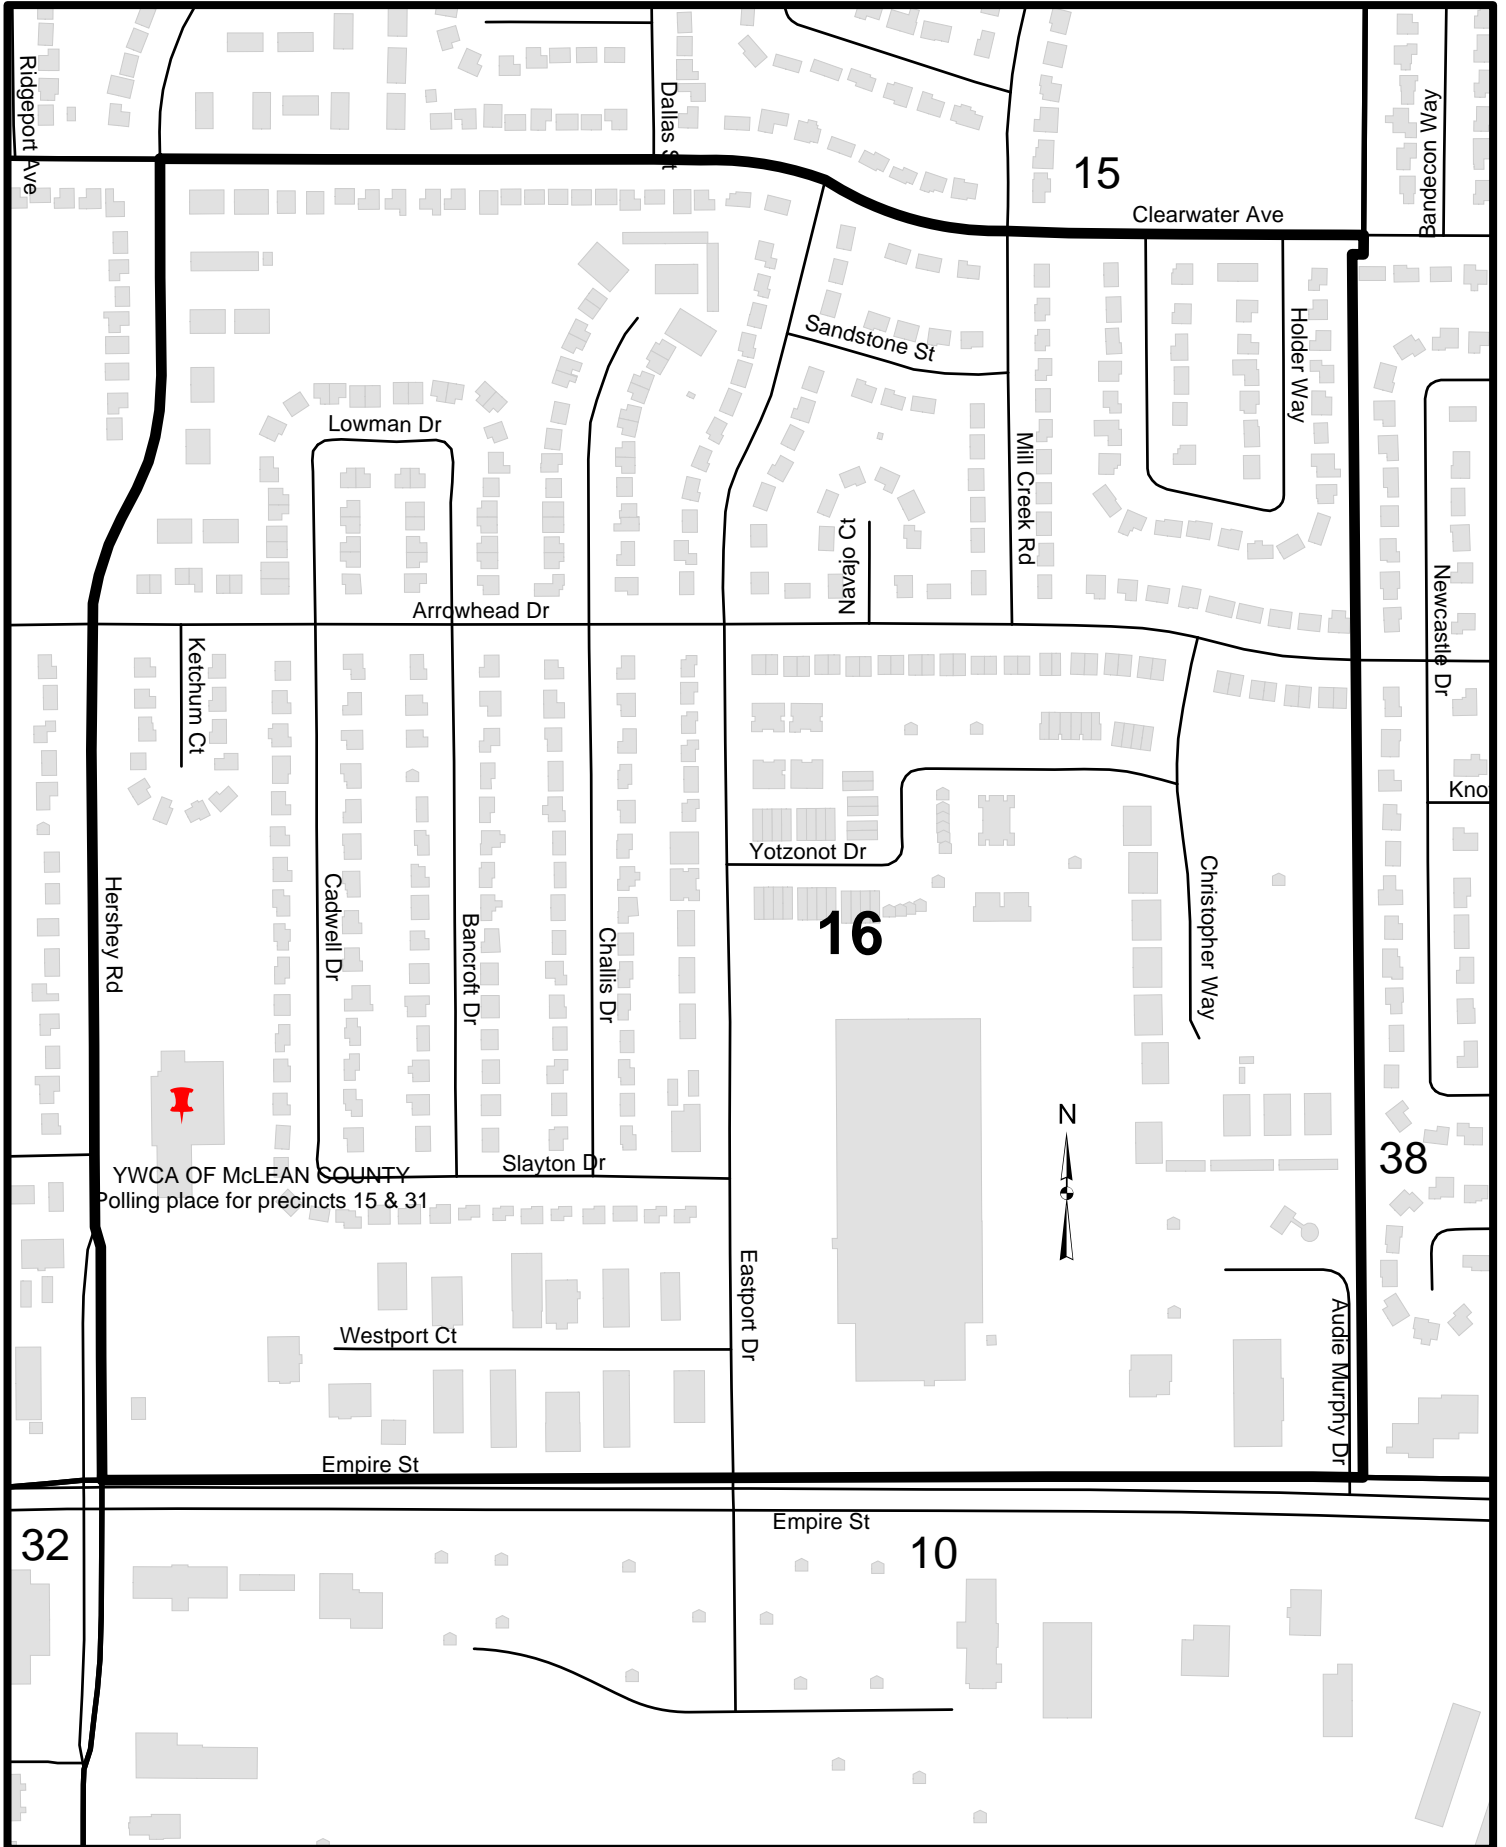 Ridgeport Ave
Dallas St
Bandecon Way
15
Clearwater Ave
Sandstone St
Holder Way
Lowman Dr
Mill Creek Rd
Navajo Ct
Newcastle Dr
Arrowhead Dr
Ketchum Ct
Kno
Yotzonot Dr
Hershey Rd
Cadwell Dr
Bancroft Dr
Challis Dr
16
Christopher Way
N
YWCA OF McLEAN COUNTY
Polling place for precincts 15 & 31
Slayton Dr
38
Eastport Dr
Westport Ct
Audie Murphy Dr
Empire St
Empire St
32
10